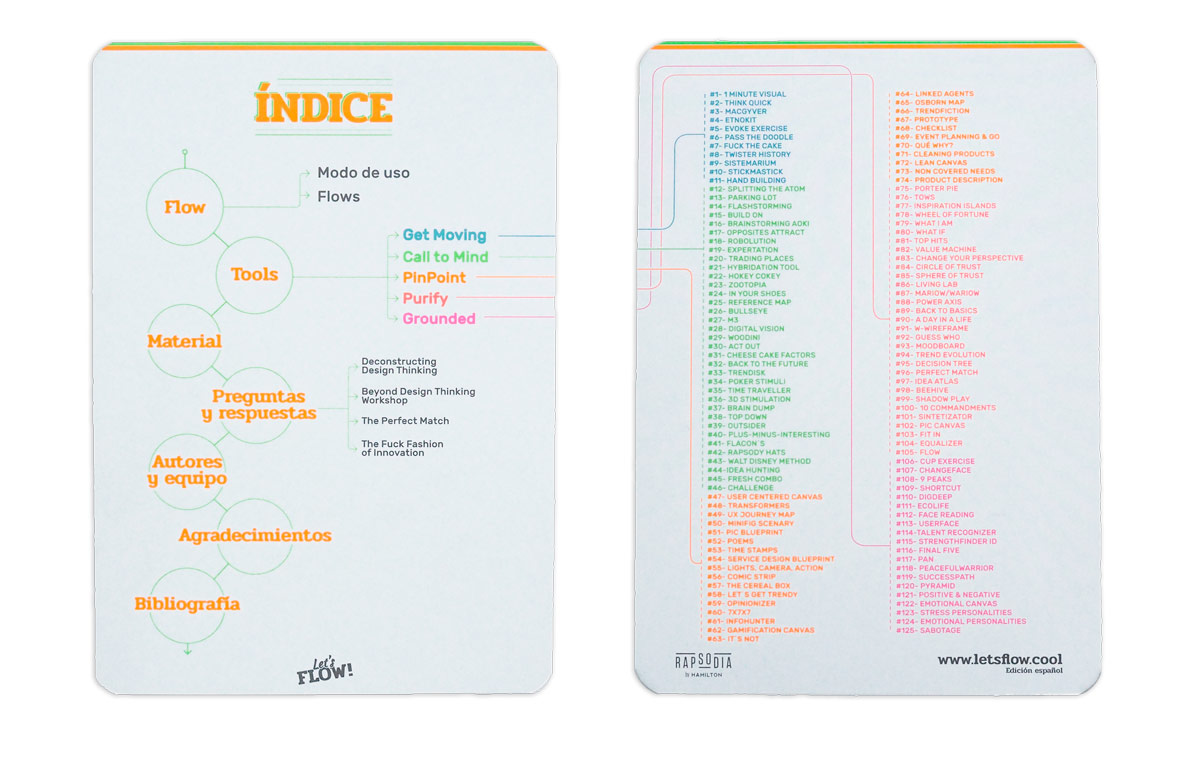 ÍNDICE
Flow
Modo de uso
Flows
Tools
Get Moving
Call to Mind
PinPoint
Purify
Grounded
Material
Preguntas
y respuestas
Deconstructing
Design Thinking
Beyond Design Thinking
Workshop
The Perfect Match
The Fuck Fashion
of Innovation
Autores
y equipo
Agradecimientos
Bibliografía
Let's
FLOW!
#1- 1 MINUTE VISUAL
#2- THINK QUICK
#3- MACGYVER
#4- ETNOKIT
#5- EVOKE EXERCISE
#6- PASS THE DOODLE
#7- FUCK THE CAKE
#8- TWISTER HISTORY
#9- SISTEMARIUM
#10- STICKMASTICK
#11- HAND BUILDING
#12- SPLITTING THE ATOM
#13- PARKING LOT
#14- FLASHSTORMING
#15- BUILD ON
#16- BRAINSTORMING AOKI
#17- OPPOSITES ATTRACT
#18- ROBOLUTION
#19- EXPERTATION
#20- TRADING PLACES
#21- HYBRIDATION TOOL
#22- HOKEY COKEY
#23- ZOOTOPIA
#24- IN YOUR SHOES
#25- REFERENCE MAP
#26- BULLSEYE
#27- M3
#28- DIGITAL VISION
#29- WOODINI
#30- ACT OUT
#31- CHEESE CAKE FACTORS
#32- BACK TO THE FUTURE
#33- TRENDISK
#34- POKER STIMULI
#35- TIME TRAVELLER
#36- 3D STIMULATION
#37- BRAIN DUMP
#38- TOP DOWN
#39- OUTSIDER
#40- PLUS-MINUS-INTERESTING
#41- FLACON´S
#42- RAPSODY HATS
#43- WALT DISNEY METHOD
#44-IDEA HUNTING
#45- FRESH COMBO
#46- CHALLENGE
#47- USER CENTERED CANVAS
#48- TRANSFORMERS
#49- UX JOURNEY MAP
#50- MINIFIG SCENARY
#51- PIC BLUEPRINT
#52- POEMS
#53- TIME STAMPS
#54- SERVICE DESIGN BLUEPRINT
#55- LIGHTS, CAMERA, ACTION
#56- COMIC STRIP
#57- THE CEREAL BOX
#58- LET´S GET TRENDY
#59- OPINIONIZER
#60- 7X7X7
#61- INFOHUNTER
#62- GAMIFICATION CANVAS
#63- IT´S NOT
#64- LINKED AGENTS
#65- OSBORN MAP
#66- TRENDFICTION
#67- PROTOTYPE
#68- CHECKLIST
#69- EVENT PLANNING & GO
#70- QUÉ WHY?
#71- CLEANING PRODUCTS
#72- LEAN CANVAS
#73- NON COVERED NEEDS
#74- PRODUCT DESCRIPTION
#75- PORTER PIE
#76- TOWS
#77- INSPIRATION ISLANDS
#78- WHEEL OF FORTUNE
#79- WHAT I AM
#80- WHAT IF
#81- TOP HITS
#82- VALUE MACHINE
#83- CHANGE YOUR PERSPECTIVE
#84- CIRCLE OF TRUST
#85- SPHERE OF TRUST
#86- LIVING LAB
#87- MARIOW/WARIOW
#88- POWER AXIS
#89- BACK TO BASICS
#90- A DAY IN A LIFE
#91- W-WIREFRAME
#92- GUESS WHO
#93- MOODBOARD
#94- TREND EVOLUTION
#95- DECISION TREE
#96- PERFECT MATCH
#97- IDEA ATLAS
#98- BEEHIVE
#99- SHADOW PLAY
#100- 10 COMMANDMENTS
#101- SINTETIZATOR
#102- PIC CANVAS
#103- FIT IN
#104- EQUALIZER
#105- FLOW
#106- CUP EXERCISE
#107- CHANGEFACE
#108- 9 PEAKS
#109- SHORTCUT
#110- DIGDEEP
#111- ECOLIFE
#112- FACE READING
#113- USERFACE
#114-TALENT RECOGNIZER
#115- STRENGTHFINDER ID
#116- FINAL FIVE
#117- PAN
#118- PEACEFULWARRIOR
#119- SUCCESSPATH
#120- PYRAMID
#121- POSITIVE & NEGATIVE
#122- EMOTIONAL CANVAS
#123- STRESS PERSONALITIES
#124- EMOTIONAL PERSONALITIES
#125- SABOTAGE
RAPSODIA
HAMILTON
www.letsflow.cool
Edición español